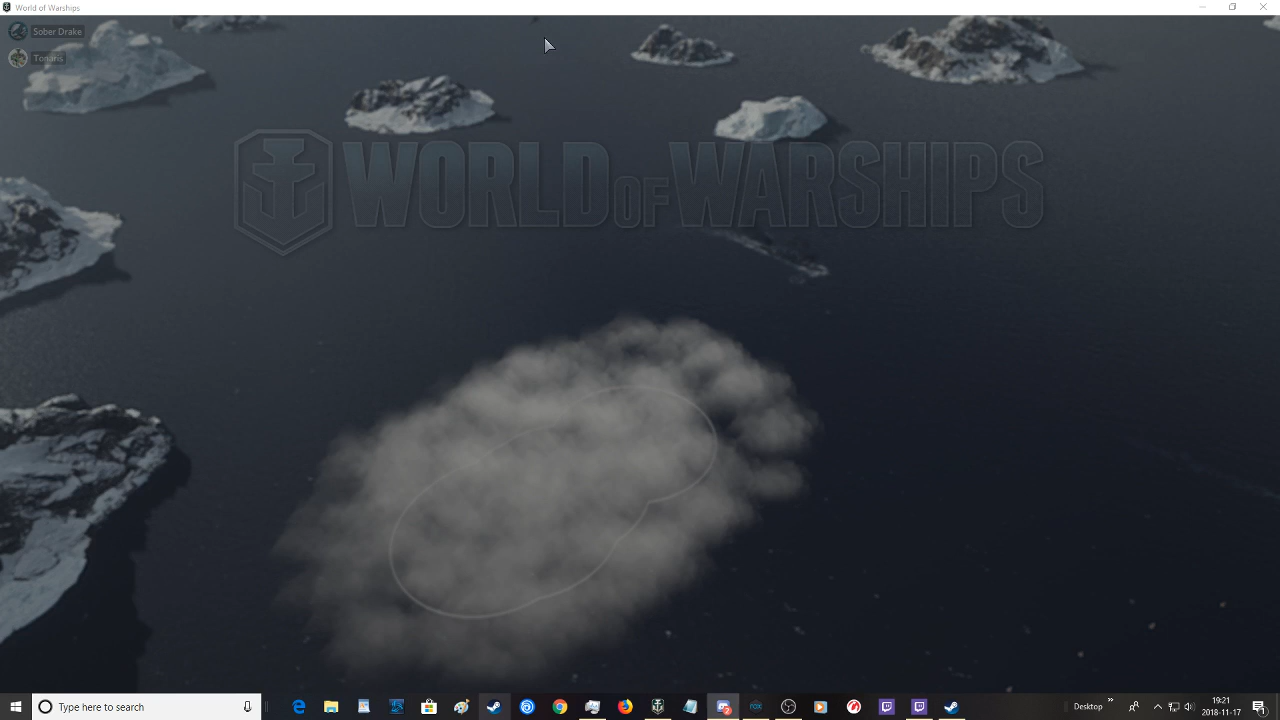 World of Warships
Sober Drake
Tonaris
WORLD OF WARSHIPS
Type here to search
Desktop
19:21
2018-11-17